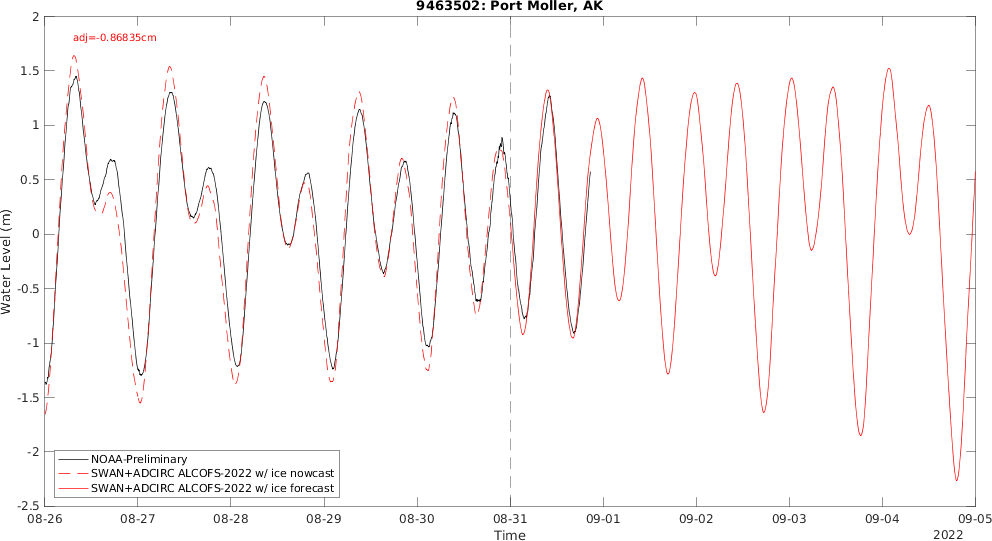 9463502: Port Moller, AK
adj=-0.86835cm
2
1.5
1
0.5
0
-0.5
-1
-1.5
-2
-2.5
Water Level (m)
NOAA-Preliminary
SWAN+ADCIRC ALCOFS-2022 w/ ice nowcast
SWAN+ADCIRC ALCOFS-2022 w/ ice forecast
08-26 08-27 08-28 08-29 08-30 08-31 09-01 09-02 09-03 09-04 09-05
Time
2022